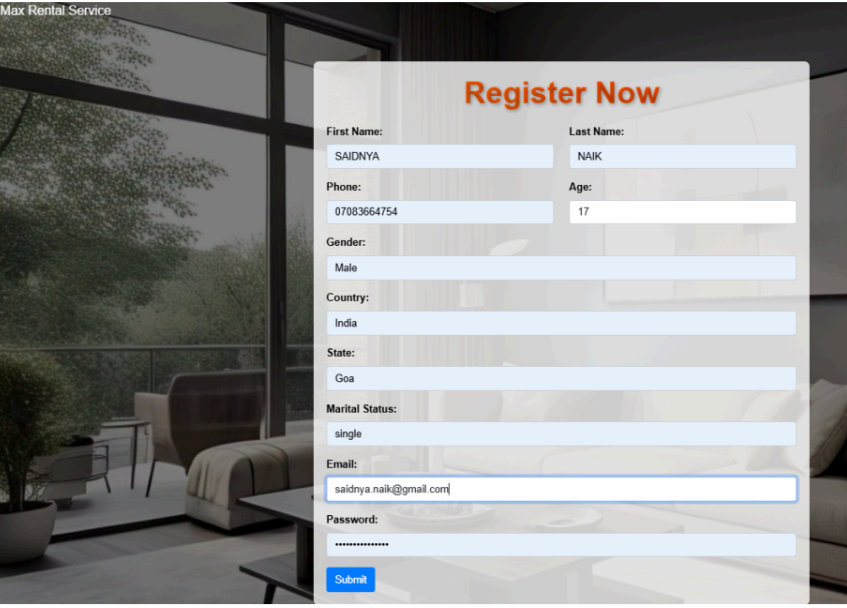 Max Rental Service
Register Now
First Name: Last Name:
SAIDNYA NAIK
Phone: Age:
07083664754 17
Gender:
Male
Country:
India
State:
Goa
Marital Status:
single
Email:
saidnya.naik@gmail.com
Password:
•••••••••••••••
Submit